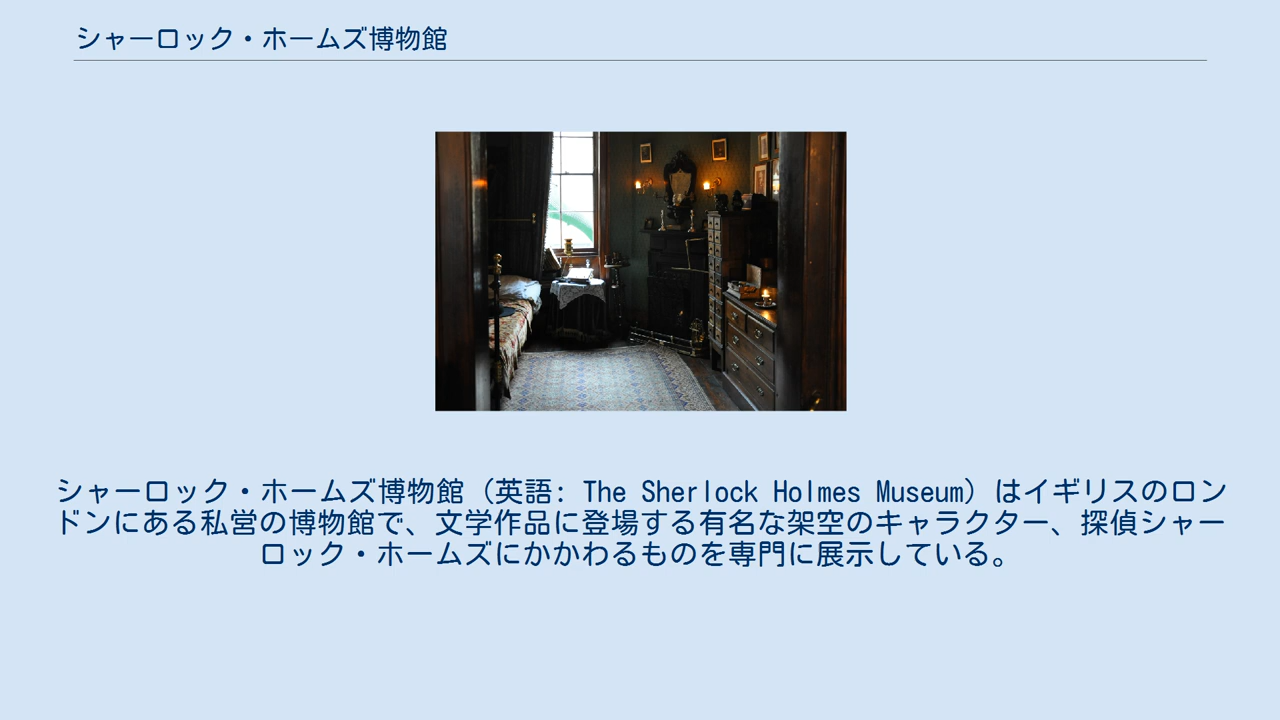 シャーロック・ホームズ博物館
シャーロック・ホームズ博物館（英語: The Sherlock Holmes Museum）はイギリスのロン
ドンにある私営の博物館で、文学作品に登場する有名な架空のキャラクター、探偵シャー
ロック・ホームズにかかわるものを専門に展示している。